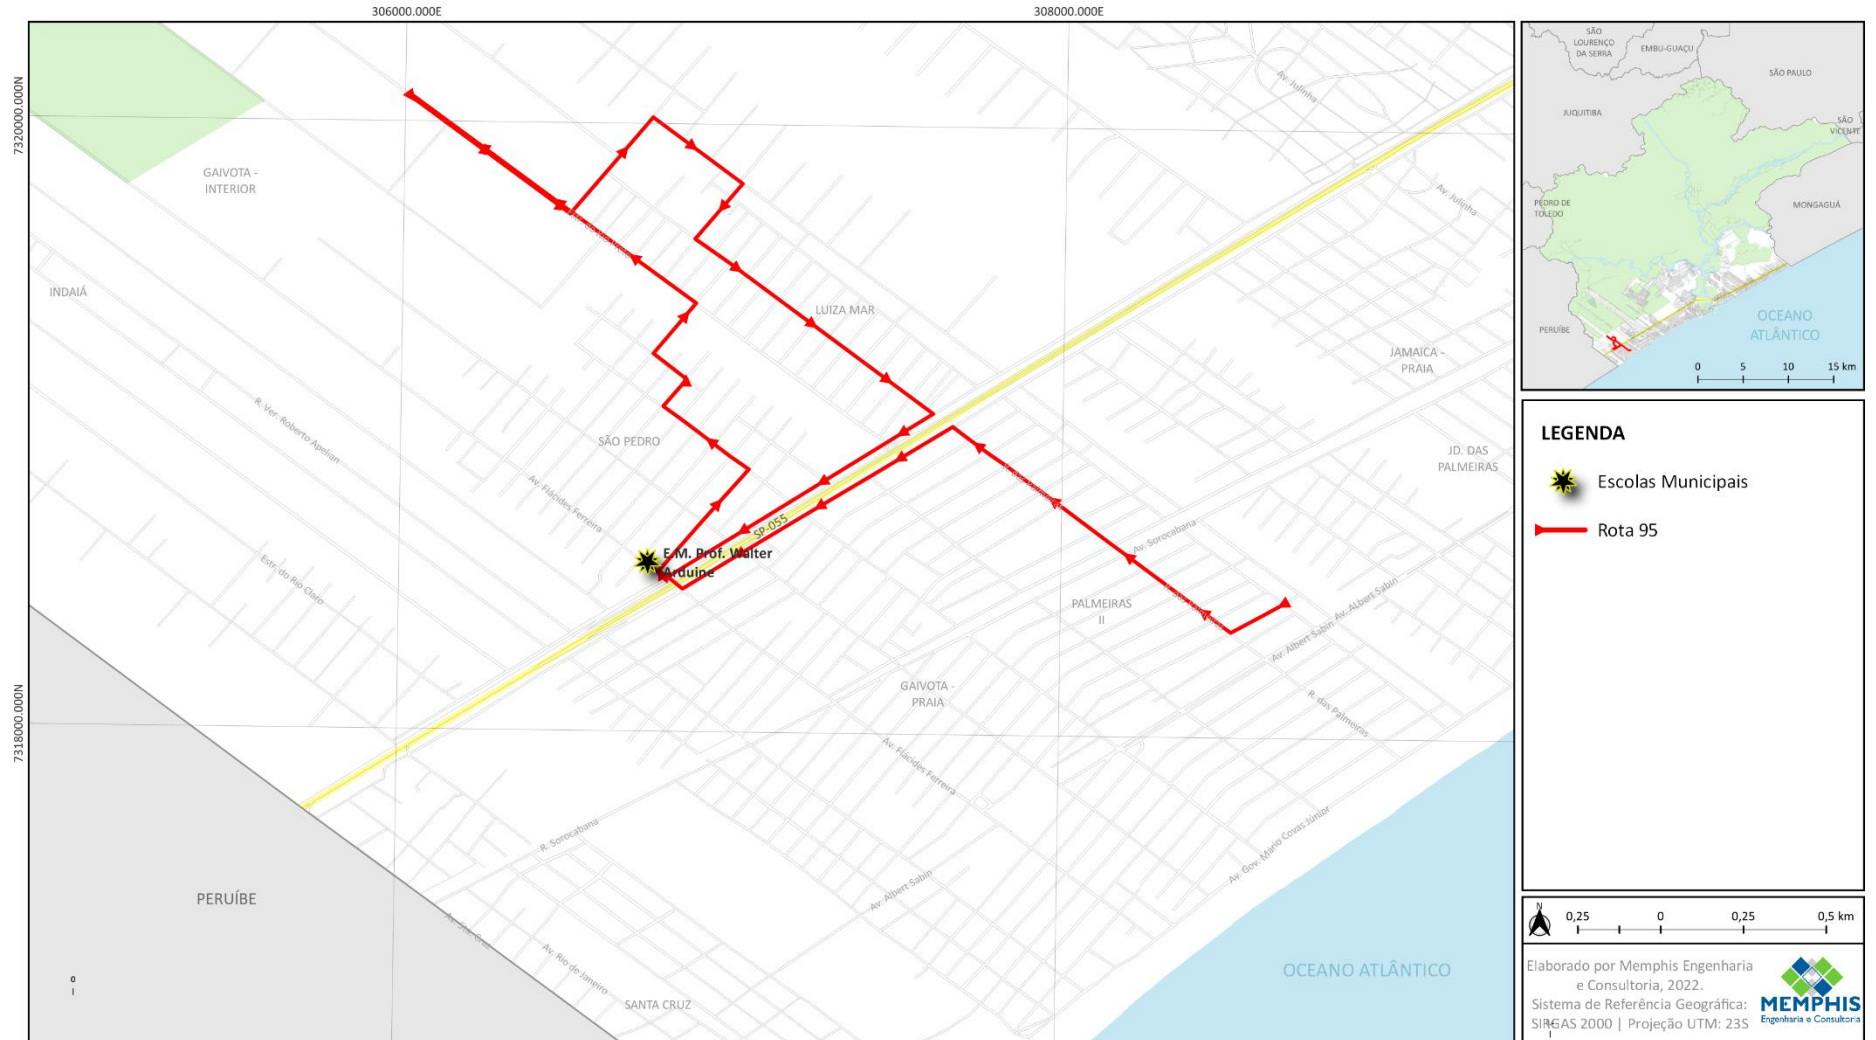 306000.000E
308000.000E
7320000.000N
7318000.000N
GAIVOTA -
INTERIOR
INDAIÁ
LUIZA MAR
SÃO PEDRO
JAMAICA -
PRAIA
JD. DAS
PALMEIRAS
PALMEIRAS
II
GAIVOTA -
PRAIA
SANTA CRUZ
PERUÍBE
OCEANO ATLÂNTICO
Av. Julinha
Av. Julinha
R. Ver. Roberto Apelian
Av. Flácides Ferreira
Estr. do Rio Claro
SP-055
E.M. Prof. Walter
Arduine
Av. Sorocabana
Av. Albert Sabin
Av. Albert Sabin
R. das Palmeiras
Av. Flácides Ferreira
R. Sorocabana
Av. Albert Sabin
Av. Gov. Mário Covas Júnior
Av. Sta. Cruz
Av. Rio de Janeiro
0
SÃO
LOURENÇO
DA SERRA
EMBU-GUAÇU
SÃO PAULO
JUQUITIBA
SÃO
VICENTE
PEDRO DE
TOLEDO
MONGAGUÁ
PERUÍBE
OCEANO
ATLÂNTICO
0 5 10 15 km
LEGENDA
Escolas Municipais
Rota 95
N
0,25 0 0,25 0,5 km
Elaborado por Memphis Engenharia
e Consultoria, 2022.
Sistema de Referência Geográfica:
SIRGAS 2000 | Projeção UTM: 23S
MEMPHIS
Engenharia e Consultoria